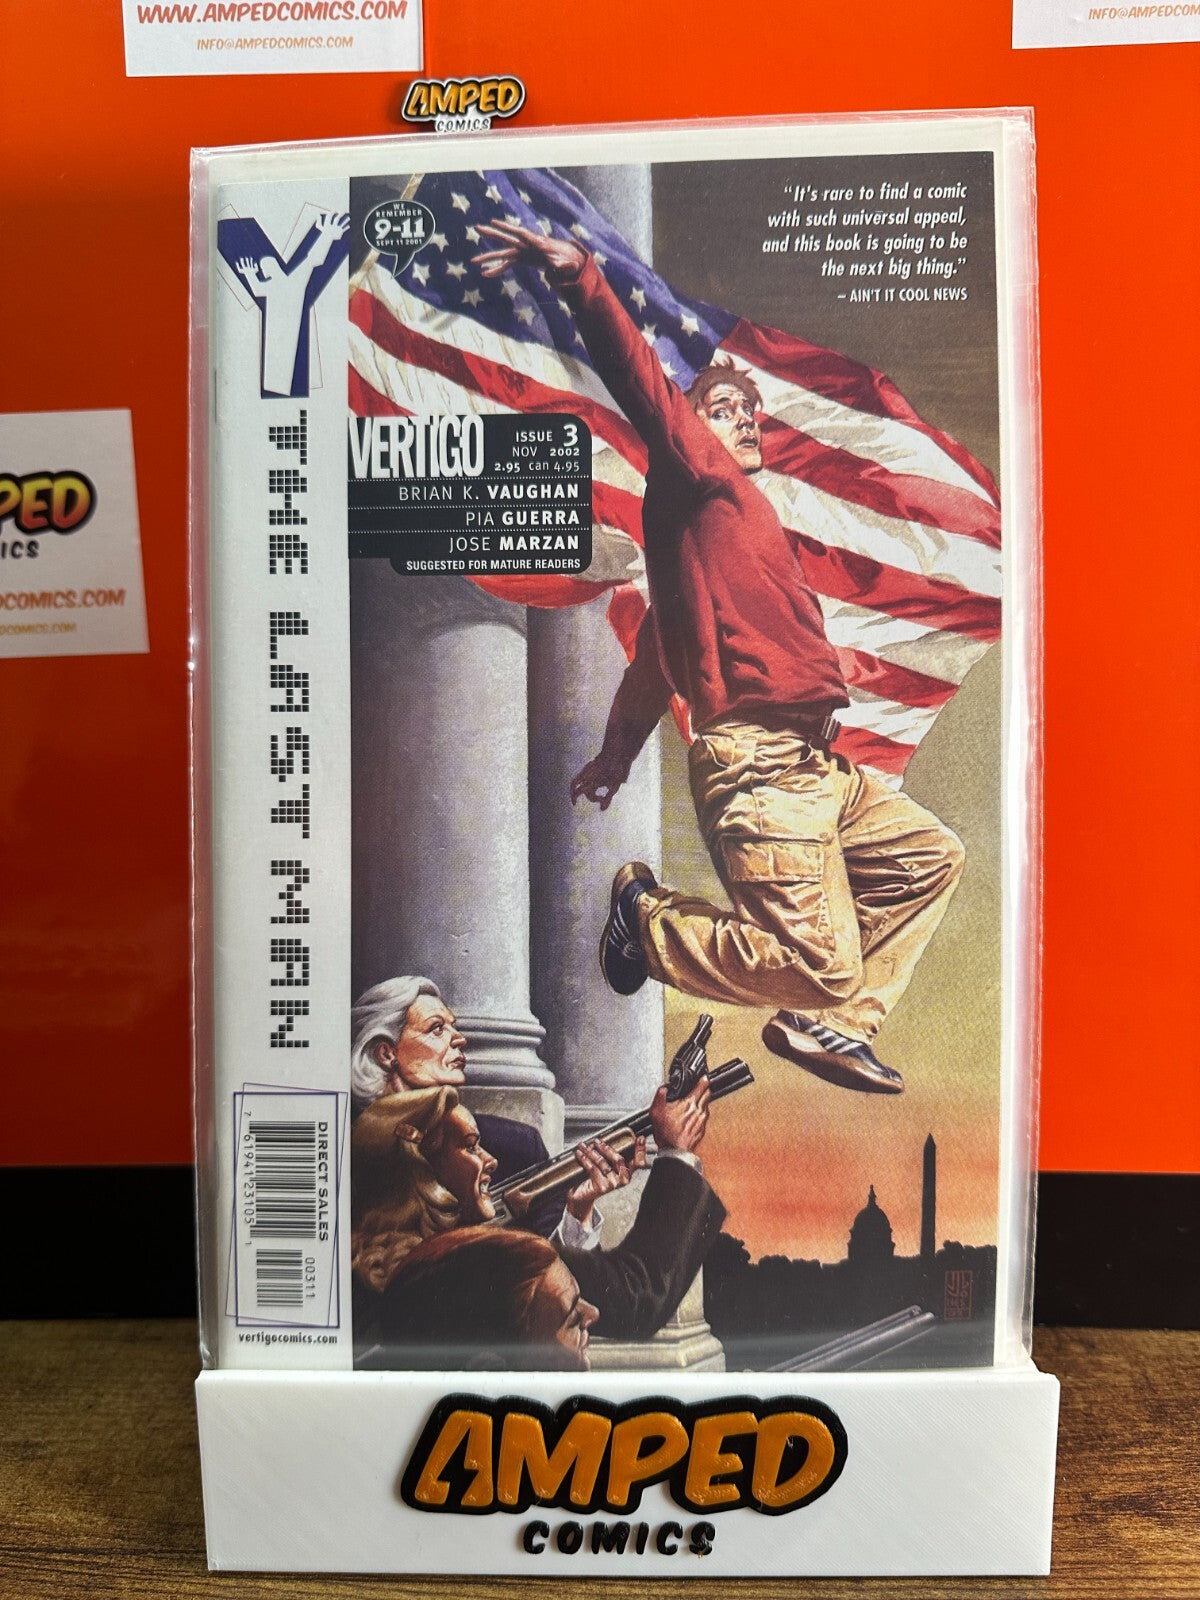 WWW.AMPEDCOMICS.COM
INFO@AMPEDCOMICS.COM
INFO@AMPEDCOM
AMPED
COMICS
Y
THE LAST MAN
WE
REMEMBER
9-11
SEPT 11 2001
"It's rare to find a comic
with such universal appeal,
and this book is going to be
the next big thing."
– AIN'T IT COOL NEWS
VERTIGO
ISSUE 3
NOV 2002
2.95 can 4.95
BRIAN K. VAUGHAN
PIA GUERRA
JOSE MARZAN
SUGGESTED FOR MATURE READERS
PED
ICS
DCOMICS.COM
DCOMICS.COM
DIRECT SALES
7 61941 23105 1
00311
vertigocomics.com
AMPED
COMICS